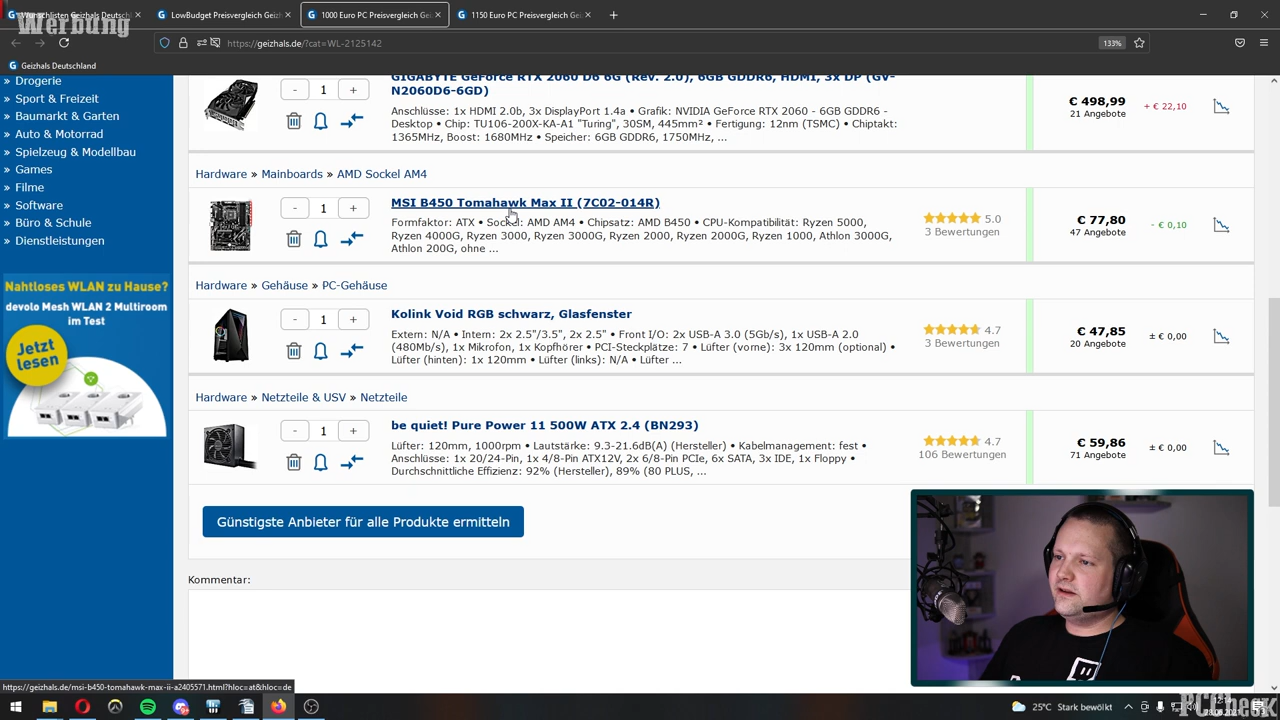 Wunschlisten Geizhals Deutschl
LowBudget Preisvergleich Geizh
1000 Euro PC Preisvergleich Gei
1150 Euro PC Preisvergleich Gei
Werbung
https://geizhals.de/?cat=WL-2125142
133%
Geizhals Deutschland
» Drogerie
» Sport & Freizeit
» Baumarkt & Garten
» Auto & Motorrad
» Spielzeug & Modellbau
» Games
» Filme
» Software
» Büro & Schule
» Dienstleistungen
Nahtloses WLAN zu Hause?
devolo Mesh WLAN 2 Multiroom
im Test
Jetzt
lesen
GIGABYTE GeForce RTX 2060 D6 6G (Rev. 2.0), 6GB GDDR6, HDMI, 3x DP (GV-
N2060D6-6GD)
- 1 +
Anschlüsse: 1x HDMI 2.0b, 3x DisplayPort 1.4a • Grafik: NVIDIA GeForce RTX 2060 - 6GB GDDR6 -
Desktop • Chip: TU106-200X-KA-A1 "Turing", 30SM, 445mm² • Fertigung: 12nm (TSMC) • Chiptakt:
1365MHz, Boost: 1680MHz • Speicher: 6GB GDDR6, 1750MHz, ...
€ 498,99
21 Angebote
+ € 22,10
Hardware » Mainboards » AMD Sockel AM4
- 1 +
MSI B450 Tomahawk Max II (7C02-014R)
Formfaktor: ATX • Sockel: AMD AM4 • Chipsatz: AMD B450 • CPU-Kompatibilität: Ryzen 5000,
Ryzen 4000G, Ryzen 3000, Ryzen 3000G, Ryzen 2000, Ryzen 2000G, Ryzen 1000, Athlon 3000G,
Athlon 200G, ohne ...
5.0
3 Bewertungen
€ 77,80
47 Angebote
- € 0,10
Hardware » Gehäuse » PC-Gehäuse
- 1 +
Kolink Void RGB schwarz, Glasfenster
Extern: N/A • Intern: 2x 2.5"/3.5", 2x 2.5" • Front I/O: 2x USB-A 3.0 (5Gb/s), 1x USB-A 2.0
(480Mb/s), 1x Mikrofon, 1x Kopfhörer • PCI-Steckplätze: 7 • Lüfter (vorne): 3x 120mm (optional) •
Lüfter (hinten): 1x 120mm • Lüfter (links): N/A • Lüfter ...
4.7
3 Bewertungen
€ 47,85
20 Angebote
± € 0,00
Hardware » Netzteile & USV » Netzteile
- 1 +
be quiet! Pure Power 11 500W ATX 2.4 (BN293)
Lüfter: 120mm, 1000rpm • Lautstärke: 9.3-21.6dB(A) (Hersteller) • Kabelmanagement: fest •
Anschlüsse: 1x 20/24-Pin, 1x 4/8-Pin ATX12V, 2x 6/8-Pin PCIe, 6x SATA, 3x IDE, 1x Floppy •
Durchschnittliche Effizienz: 92% (Hersteller), 89% (80 PLUS, ...
4.7
106 Bewertungen
€ 59,86
71 Angebote
± € 0,00
Günstigste Anbieter für alle Produkte ermitteln
Kommentar:
https://geizhals.de/msi-b450-tomahawk-max-ii-a2405571.html?hloc=at&hloc=de
25°C Stark bewölkt
PCCheck